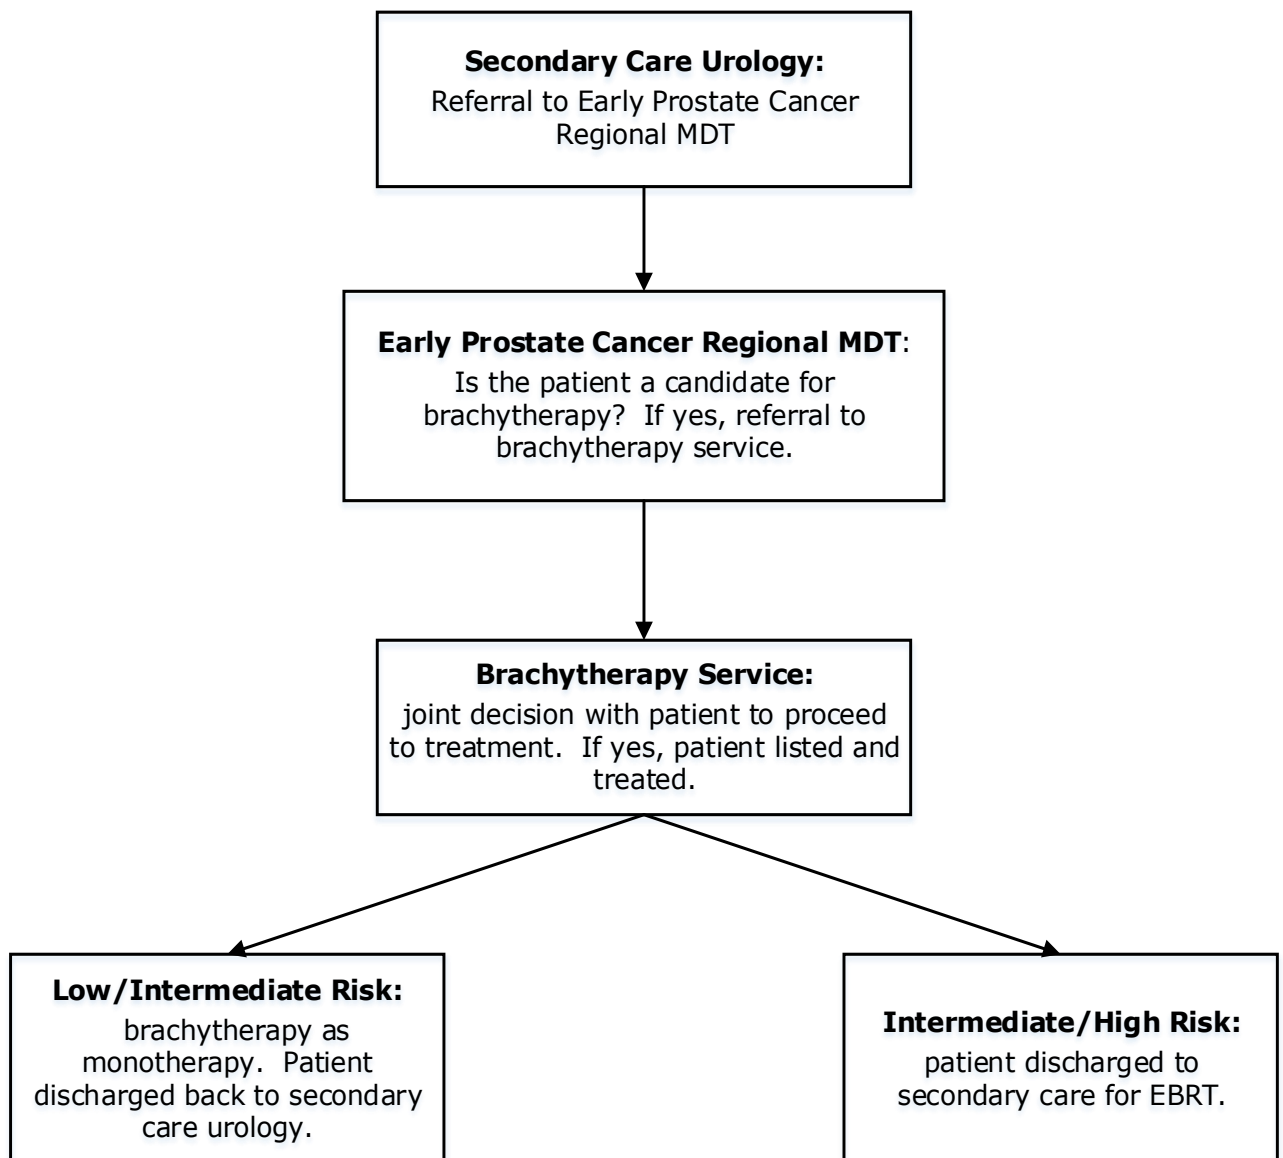 Secondary Care Urology:
Referral to Early Prostate Cancer
Regional MDT
Early Prostate Cancer Regional MDT:
Is the patient a candidate for
brachytherapy?  If yes, referral to
brachytherapy service.
Brachytherapy Service:
joint decision with patient to proceed
to treatment.  If yes, patient listed and
treated.
Low/Intermediate Risk:
brachytherapy as
monotherapy.  Patient
discharged back to secondary
care urology.
Intermediate/High Risk:
patient discharged to
secondary care for EBRT.